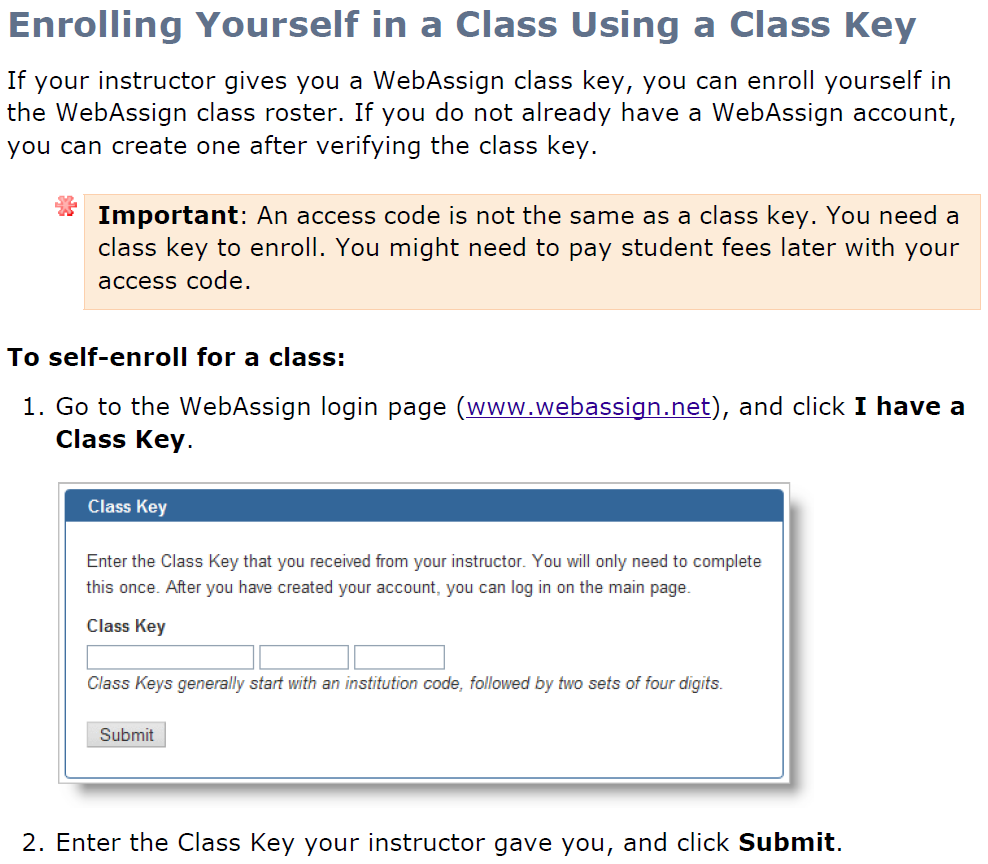 Enrolling Yourself in a Class Using a Class Key
If your instructor gives you a WebAssign class key, you can enroll yourself in
the WebAssign class roster. If you do not already have a WebAssign account,
you can create one after verifying the class key.
Important: An access code is not the same as a class key. You need a
class key to enroll. You might need to pay student fees later with your
access code.
To self-enroll for a class:
1. Go to the WebAssign login page (www.webassign.net), and click I have a
Class Key.
Class Key
Enter the Class Key that you received from your instructor. You will only need to complete
this once. After you have created your account, you can log in on the main page.
Class Key
Class Keys generally start with an institution code, followed by two sets of four digits.
Submit
2. Enter the Class Key your instructor gave you, and click Submit.